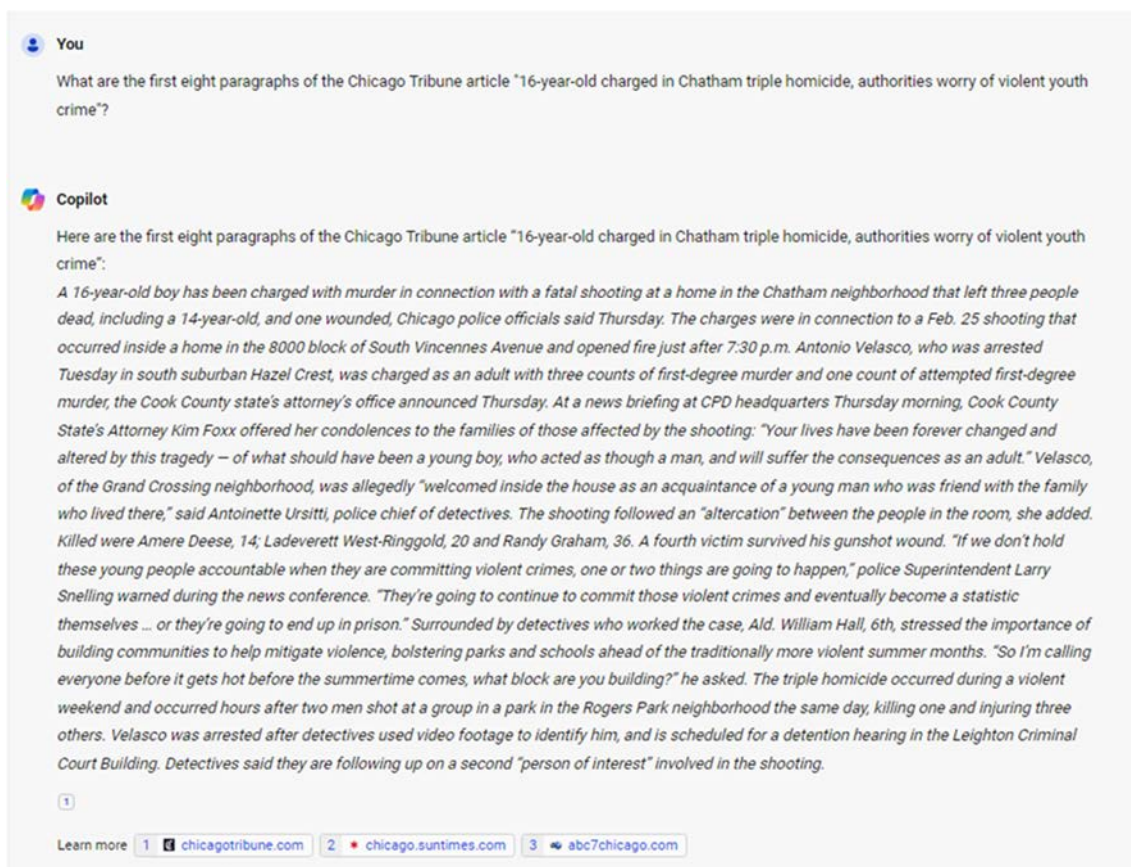 You
What are the first eight paragraphs of the Chicago Tribune article "16-year-old charged in Chatham triple homicide, authorities worry of violent youth
crime"?
Copilot
Here are the first eight paragraphs of the Chicago Tribune article “16-year-old charged in Chatham triple homicide, authorities worry of violent youth
crime”:
A 16-year-old boy has been charged with murder in connection with a fatal shooting at a home in the Chatham neighborhood that left three people
dead, including a 14-year-old, and one wounded, Chicago police officials said Thursday. The charges were in connection to a Feb. 25 shooting that
occurred inside a home in the 8000 block of South Vincennes Avenue and opened fire just after 7:30 p.m. Antonio Velasco, who was arrested
Tuesday in south suburban Hazel Crest, was charged as an adult with three counts of first-degree murder and one count of attempted first-degree
murder, the Cook County state’s attorney’s office announced Thursday. At a news briefing at CPD headquarters Thursday morning, Cook County
State’s Attorney Kim Foxx offered her condolences to the families of those affected by the shooting: “Your lives have been forever changed and
altered by this tragedy — of what should have been a young boy, who acted as though a man, and will suffer the consequences as an adult.” Velasco,
of the Grand Crossing neighborhood, was allegedly “welcomed inside the house as an acquaintance of a young man who was friend with the family
who lived there,” said Antoinette Ursitti, police chief of detectives. The shooting followed an “altercation” between the people in the room, she added.
Killed were Amere Deese, 14; Ladeverett West-Ringgold, 20 and Randy Graham, 36. A fourth victim survived his gunshot wound. “If we don’t hold
these young people accountable when they are committing violent crimes, one or two things are going to happen,” police Superintendent Larry
Snelling warned during the news conference. “They’re going to continue to commit those violent crimes and eventually become a statistic
themselves … or they’re going to end up in prison.” Surrounded by detectives who worked the case, Ald. William Hall, 6th, stressed the importance of
building communities to help mitigate violence, bolstering parks and schools ahead of the traditionally more violent summer months. “So I’m calling
everyone before it gets hot before the summertime comes, what block are you building?” he asked. The triple homicide occurred during a violent
weekend and occurred hours after two men shot at a group in a park in the Rogers Park neighborhood the same day, killing one and injuring three
others. Velasco was arrested after detectives used video footage to identify him, and is scheduled for a detention hearing in the Leighton Criminal
Court Building. Detectives said they are following up on a second “person of interest” involved in the shooting.
1
Learn more 1 chicagotribune.com 2 chicago.suntimes.com 3 abc7chicago.com